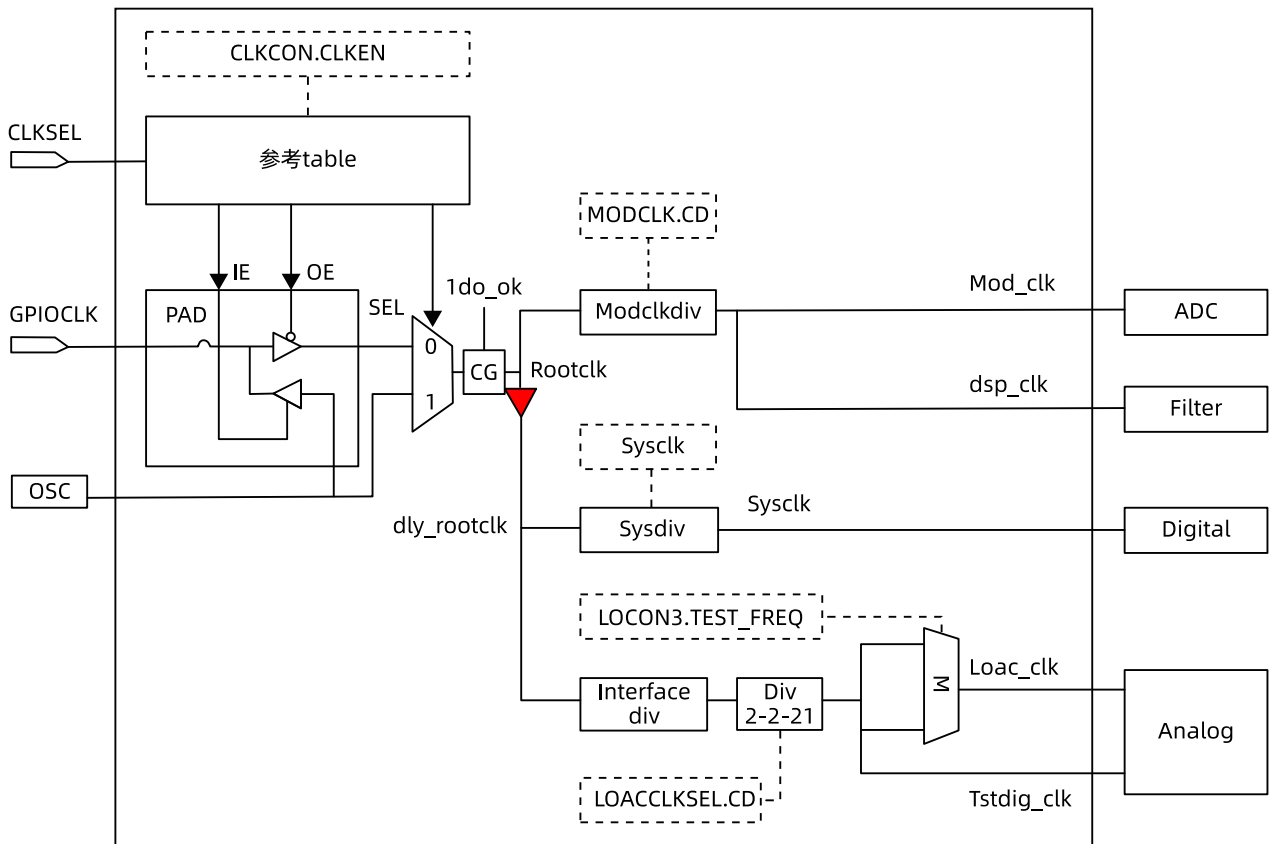 CLKCON.CLKEN
CLKSEL
参考table
MODCLK.CD
IE
OE
1do_ok
Mod_clk
GPIOCLK
PAD
SEL
Modclkdiv
ADC
0
CG
Rootclk
dsp_clk
1
Filter
Sysclk
OSC
dly_rootclk
Sysdiv
Sysclk
Digital
LOCON3.TEST_FREQ
Interface
div
Div
2-2-21
M
Loac_clk
Analog
LOACCLKSEL.CD
Tstdig_clk